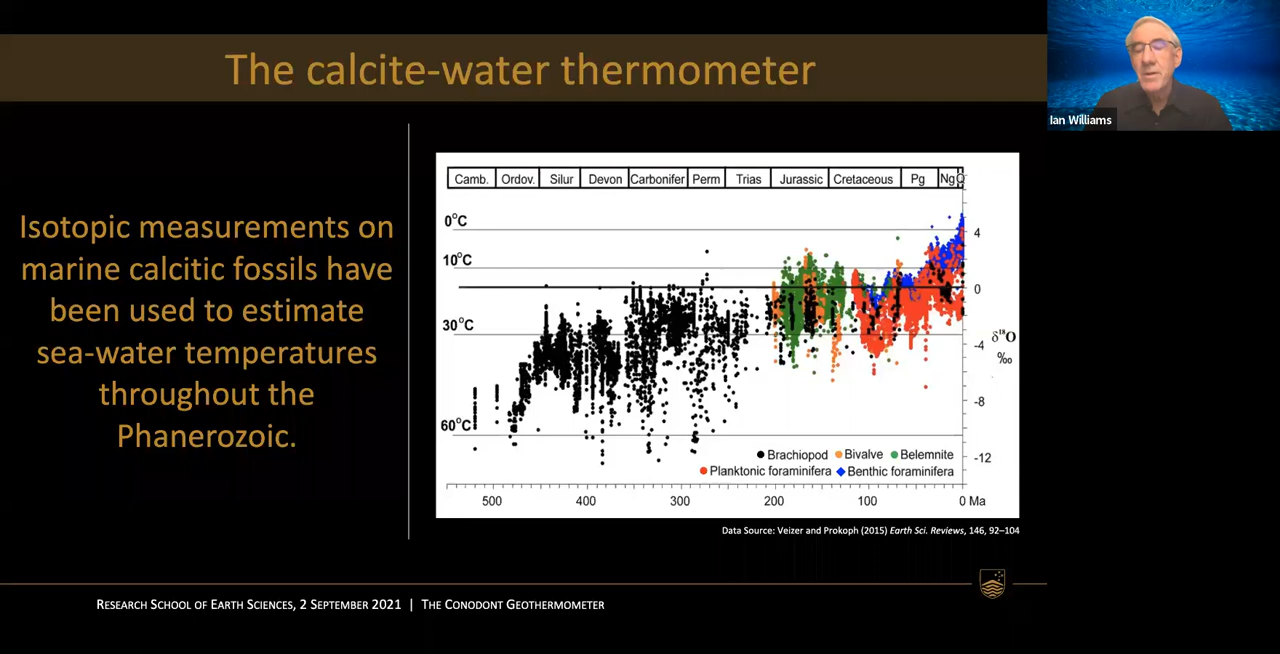 The calcite-water thermometer
Ian Williams
Isotopic measurements on
marine calcitic fossils have
been used to estimate
sea-water temperatures
throughout the
Phanerozoic.
Camb. Ordov. Silur Devon Carbonifer Perm Trias Jurassic Cretaceous Pg Ng Q
0°C
10°C
30°C
60°C
4
0
-4
-8
-12
δ¹⁸O
‰
Brachiopod Bivalve Belemnite
Planktonic foraminifera Benthic foraminifera
500 400 300 200 100 0 Ma
Data Source: Veizer and Prokoph (2015) Earth Sci. Reviews, 146, 92–104
RESEARCH SCHOOL OF EARTH SCIENCES, 2 SEPTEMBER 2021 | THE CONODONT GEOTHERMOMETER